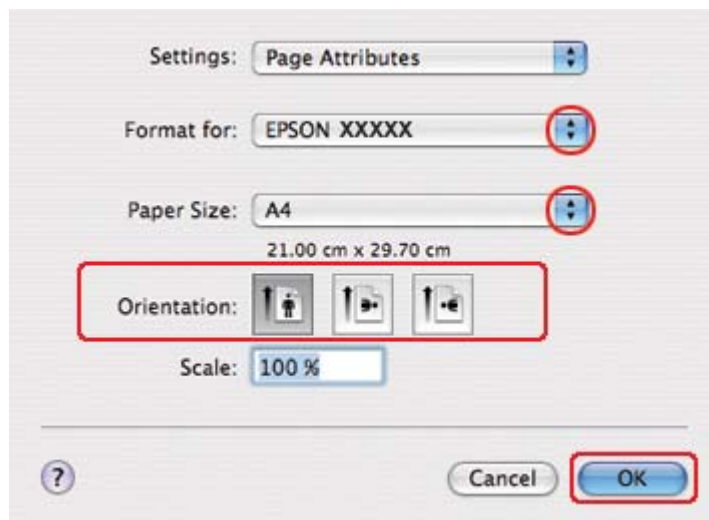 Settings: Page Attributes
Format for: EPSON XXXXX
Paper Size: A4
21.00 cm x 29.70 cm
Orientation:
Scale: 100 %
? Cancel OK